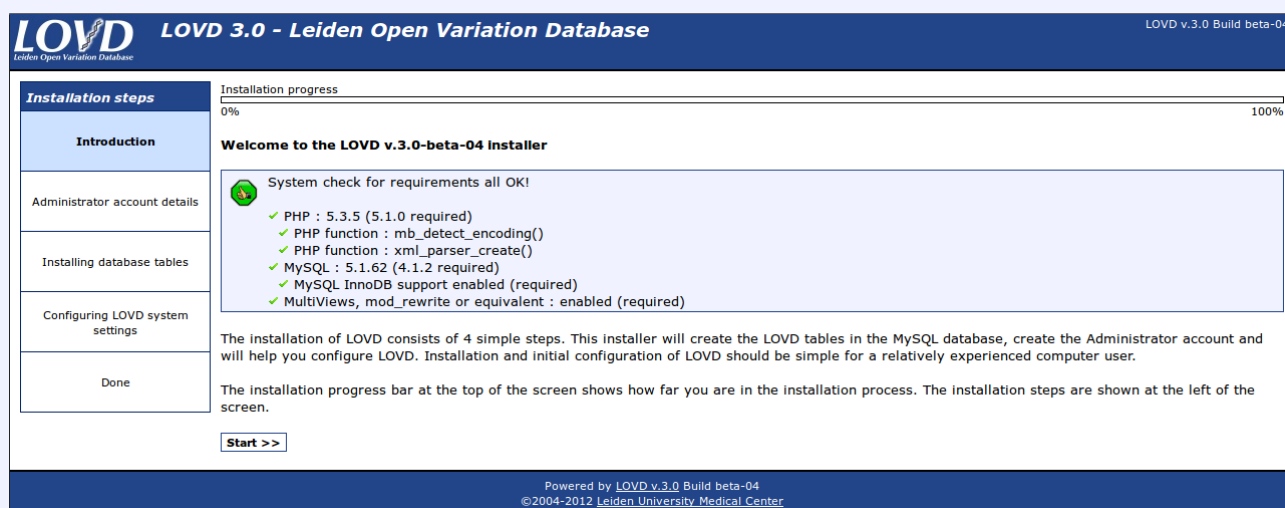 LOVD
Leiden Open Variation Database
LOVD 3.0 - Leiden Open Variation Database
LOVD v.3.0 Build beta-04
Installation steps
Introduction
Administrator account details
Installing database tables
Configuring LOVD system
settings
Done
Installation progress
0% 100%
Welcome to the LOVD v.3.0-beta-04 installer
System check for requirements all OK!
PHP : 5.3.5 (5.1.0 required)
PHP function : mb_detect_encoding()
PHP function : xml_parser_create()
MySQL : 5.1.62 (4.1.2 required)
MySQL InnoDB support enabled (required)
MultiViews, mod_rewrite or equivalent : enabled (required)
The installation of LOVD consists of 4 simple steps. This installer will create the LOVD tables in the MySQL database, create the Administrator account and
will help you configure LOVD. Installation and initial configuration of LOVD should be simple for a relatively experienced computer user.
The installation progress bar at the top of the screen shows how far you are in the installation process. The installation steps are shown at the left of the
screen.
Start >>
Powered by LOVD v.3.0 Build beta-04
©2004-2012 Leiden University Medical Center